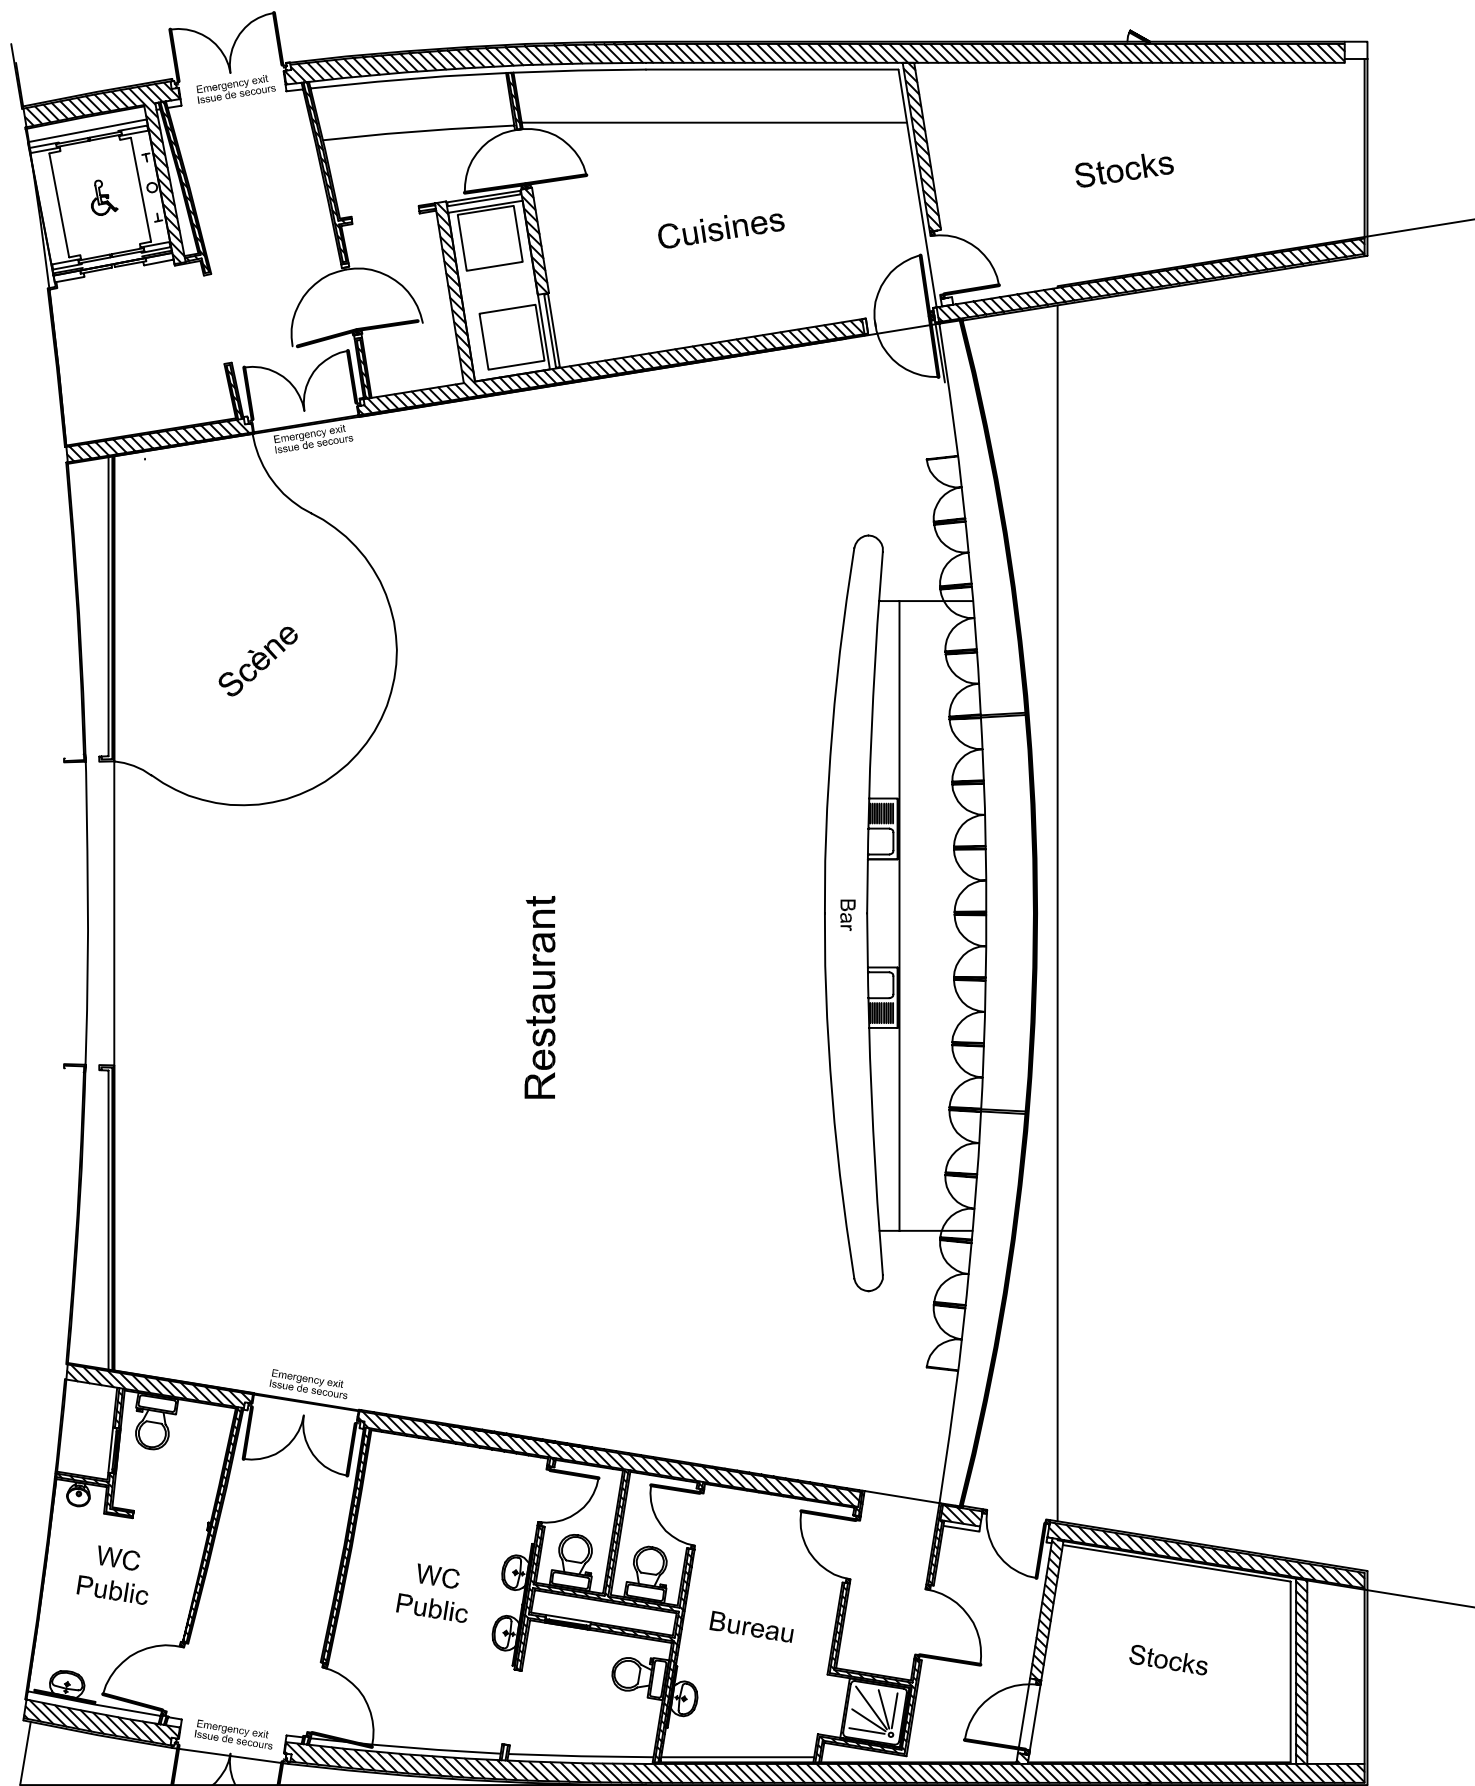 Emergency exit
Issue de secours
Stocks
Cuisines
Emergency exit
Issue de secours
Scène
Restaurant
Bar
Emergency exit
Issue de secours
WC
Public
WC
Public
Bureau
Stocks
Emergency exit
Issue de secours